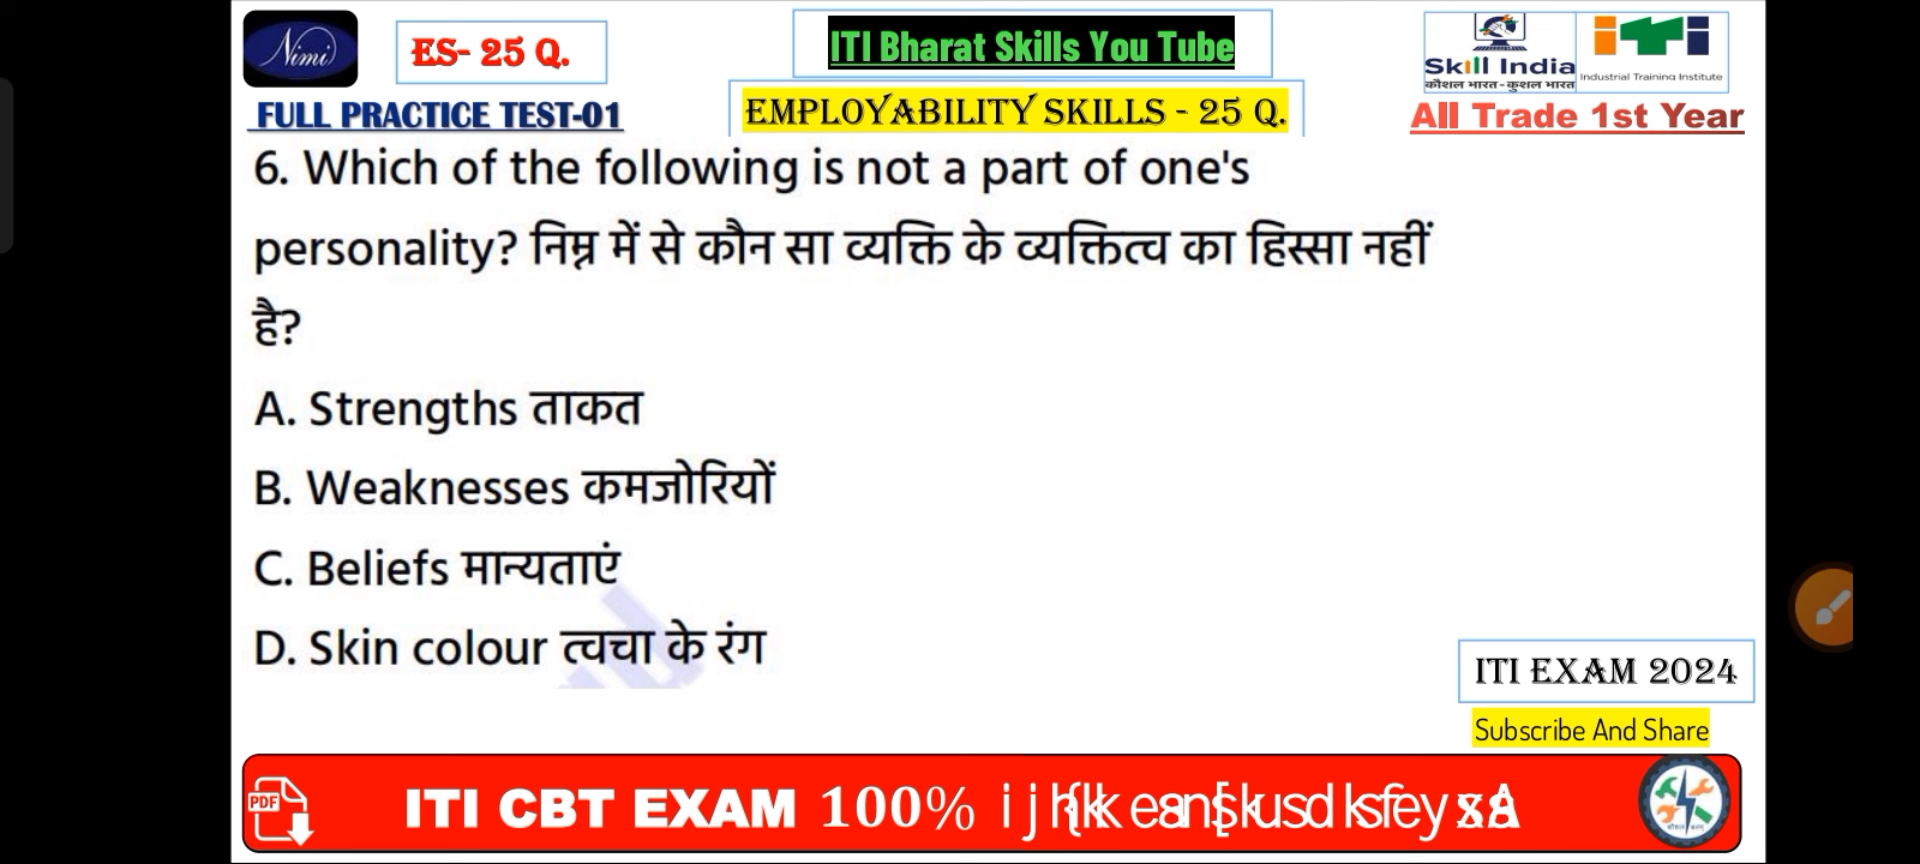 Nimi
ES- 25 Q.
ITI Bharat Skills You Tube
Skill India
कौशल भारत-कुशल भारत
iTi
Industrial Training Institute
FULL PRACTICE TEST-01
EMPLOYABILITY SKILLS - 25 Q.
All Trade 1st Year
6. Which of the following is not a part of one's
personality? निम्न में से कौन सा व्यक्ति के व्यक्तित्व का हिस्सा नहीं
है?
A. Strengths ताकत
B. Weaknesses कमजोरियों
C. Beliefs मान्यताएं
D. Skin colour त्वचा के रंग
ITI EXAM 2024
Subscribe And Share
PDF
ITI CBT EXAM 100%